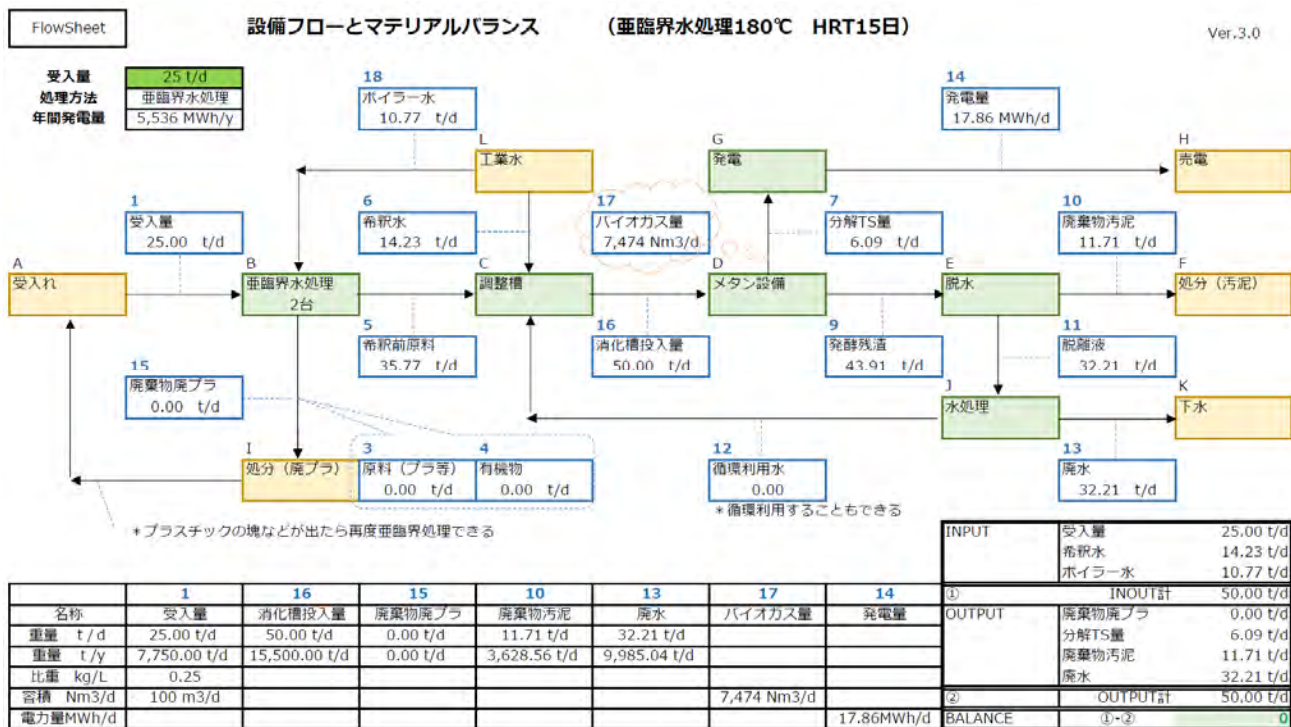 FlowSheet
設備フローとマテリアルバランス （亜臨界水処理180℃ HRT15日）
Ver.3.0
受入量 25 t/d
処理方法 亜臨界水処理
年間発電量 5,536 MWh/y
18
ボイラー水
10.77 t/d
14
発電量
17.86 MWh/d
L
工業水
G
発電
H
売電
1
受入量
25.00 t/d
6
希釈水
14.23 t/d
17
バイオガス量
7,474 Nm3/d
7
分解TS量
6.09 t/d
10
廃棄物汚泥
11.71 t/d
A
受入れ
B
亜臨界水処理
2台
C
調整槽
D
メタン設備
E
脱水
F
処分（汚泥）
5
希釈前原料
35.77 t/d
16
消化槽投入量
50.00 t/d
9
発酵残渣
43.91 t/d
11
脱離液
32.21 t/d
15
廃棄物廃プラ
0.00 t/d
J
水処理
K
下水
I
処分（廃プラ）
3
原料（プラ等）
0.00 t/d
4
有機物
0.00 t/d
12
循環利用水
0.00
13
廃水
32.21 t/d
＊プラスチックの塊などが出たら再度亜臨界処理できる
＊循環利用することもできる
INPUT 受入量 25.00 t/d
希釈水 14.23 t/d
ボイラー水 10.77 t/d
① INOUT計 50.00 t/d
OUTPUT 廃棄物廃プラ 0.00 t/d
分解TS量 6.09 t/d
廃棄物汚泥 11.71 t/d
廃水 32.21 t/d
② OUTPUT計 50.00 t/d
BALANCE ①-② 0
1 16 15 10 13 17 14
名称 受入量 消化槽投入量 廃棄物廃プラ 廃棄物汚泥 廃水 バイオガス量 発電量
重量 t/d 25.00 t/d 50.00 t/d 0.00 t/d 11.71 t/d 32.21 t/d
重量 t/y 7,750.00 t/d 15,500.00 t/d 0.00 t/d 3,628.56 t/d 9,985.04 t/d
比重 kg/L 0.25
容積 Nm3/d 100 m3/d 7,474 Nm3/d
電力量MWh/d 17.86MWh/d